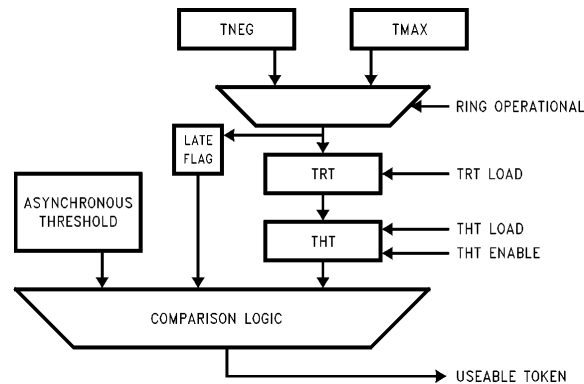 TNEG
TMAX
RING OPERATIONAL
LATE
FLAG
TRT
TRT LOAD
ASYNCHRONOUS
THRESHOLD
THT
THT LOAD
THT ENABLE
COMPARISON LOGIC
USEABLE TOKEN